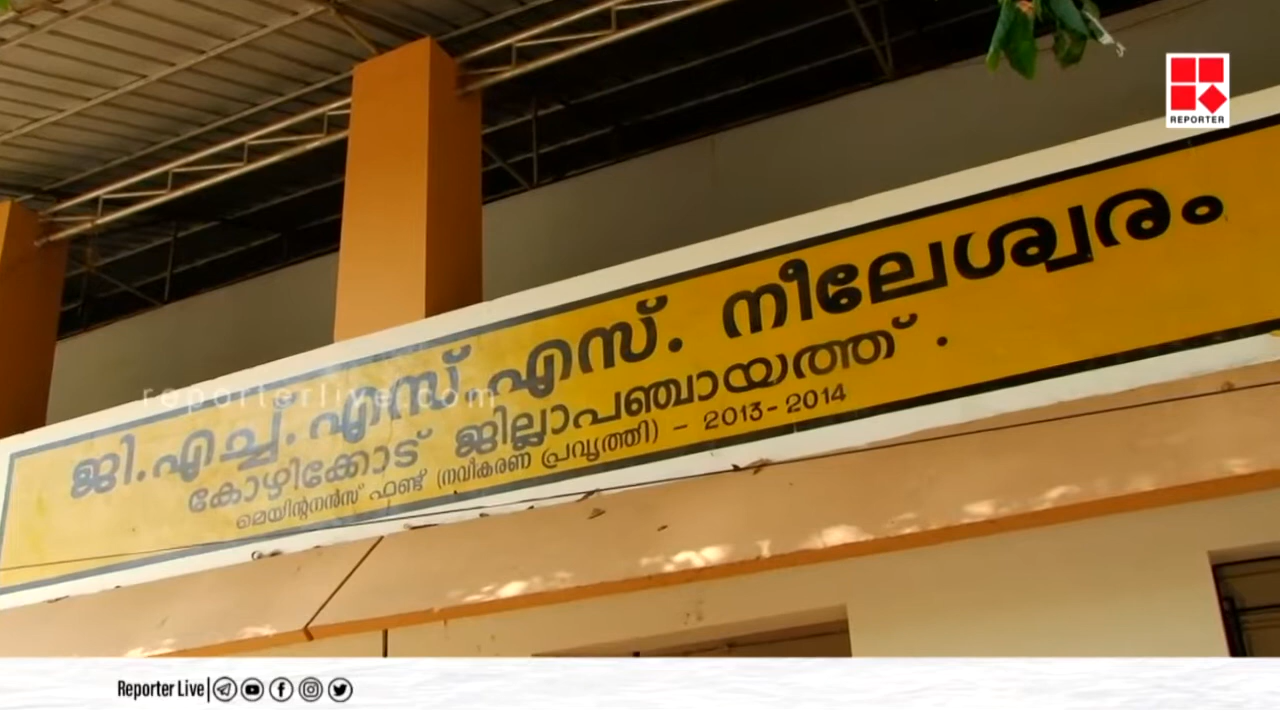 REPORTER
ജി.എച്ച്.എസ്.എസ്. നീലേശ്വരം
കോഴിക്കോട് ജില്ലാപഞ്ചായത്ത് .
മെയിന്റനൻസ് ഫണ്ട് (നവീകരണ പ്രവൃത്തി) - 2013-2014
reporterlive.com
Reporter Live